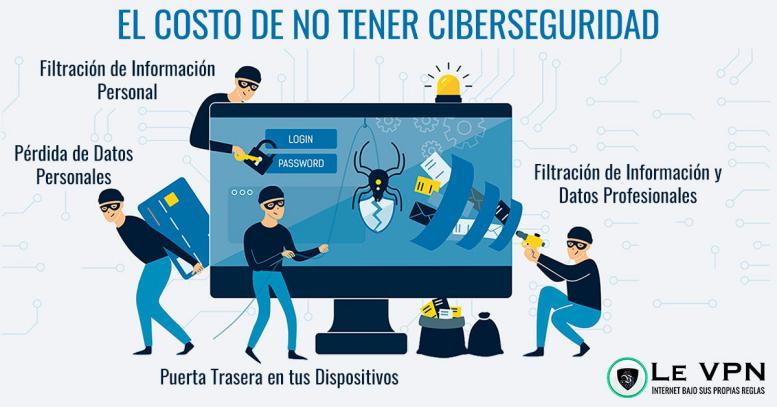 EL COSTO DE NO TENER CIBERSEGURIDAD
Filtración de Información
Personal
LOGIN
PASSWORD
Pérdida de Datos
Personales
Filtración de Información y
Datos Profesionales
Puerta Trasera en tus Dispositivos
LE VPN
INTERNET BAJO SUS PROPIAS REGLAS